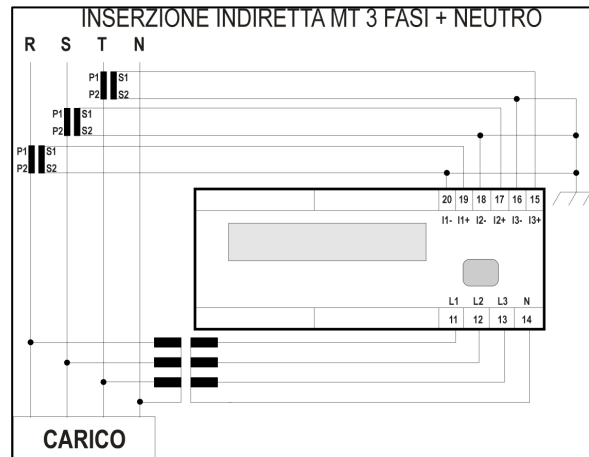 INSERZIONE INDIRETTA MT 3 FASI + NEUTRO
R S T N
P1 S1
P2 S2
P1 S1
P2 S2
P1 S1
P2 S2
20 19 18 17 16 15
I1- I1+ I2- I2+ I3- I3+
L1 L2 L3 N
11 12 13 14
CARICO